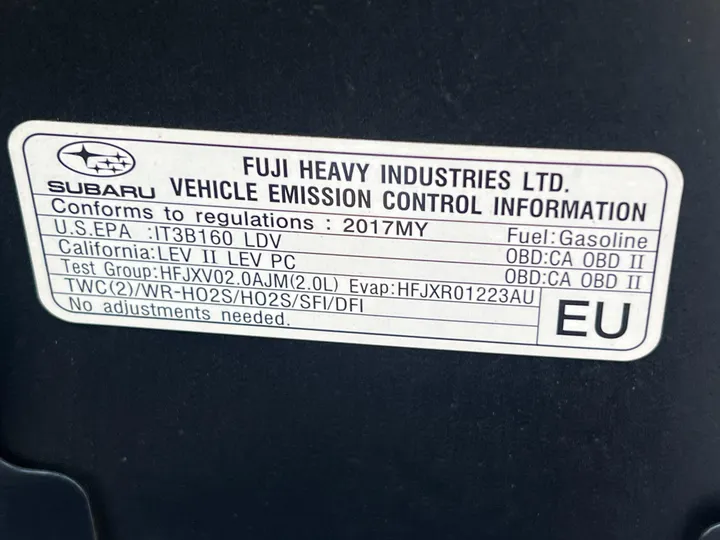 SUBARU
FUJI HEAVY INDUSTRIES LTD.
VEHICLE EMISSION CONTROL INFORMATION
Conforms to regulations : 2017MY Fuel:Gasoline
U.S.EPA :IT3B160 LDV OBD:CA OBD II
California:LEV II LEV PC OBD:CA OBD II
Test Group:HFJXV02.0AJM(2.0L) Evap:HFJXR01223AU
TWC(2)/WR-HO2S/HO2S/SFI/DFI
No adjustments needed.
EU